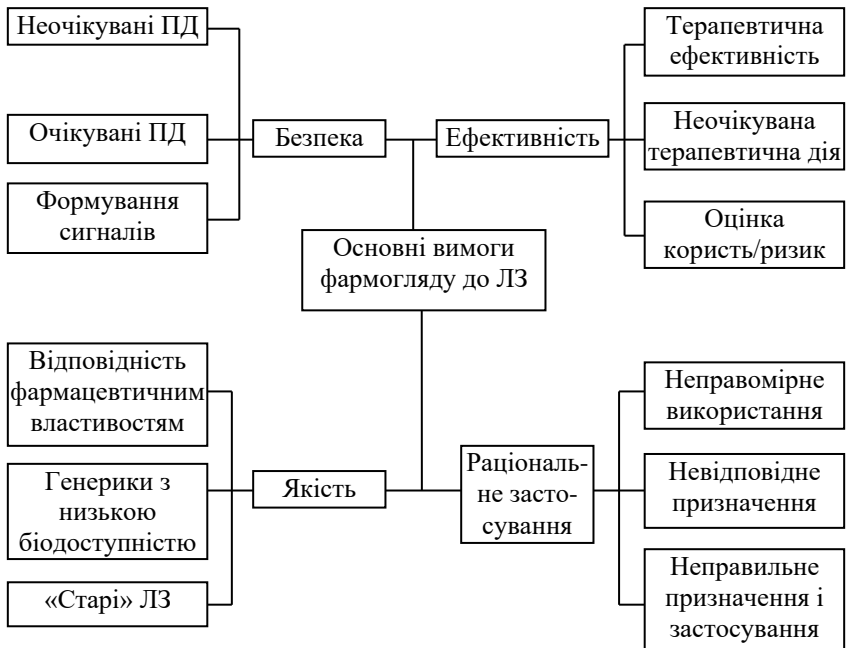 Неочікувані ПД
Очікувані ПД
Формування
сигналів
Безпека
Ефективність
Терапевтична
ефективність
Неочікувана
терапевтична дія
Оцінка
користь/ризик
Основні вимоги
фармогляду до ЛЗ
Відповідність
фармацевтичним
властивостям
Генерики з
низькою
біодоступністю
«Старі» ЛЗ
Якість
Раціональ-
не засто-
сування
Неправомірне
використання
Невідповідне
призначення
Неправильне
призначення і
застосування